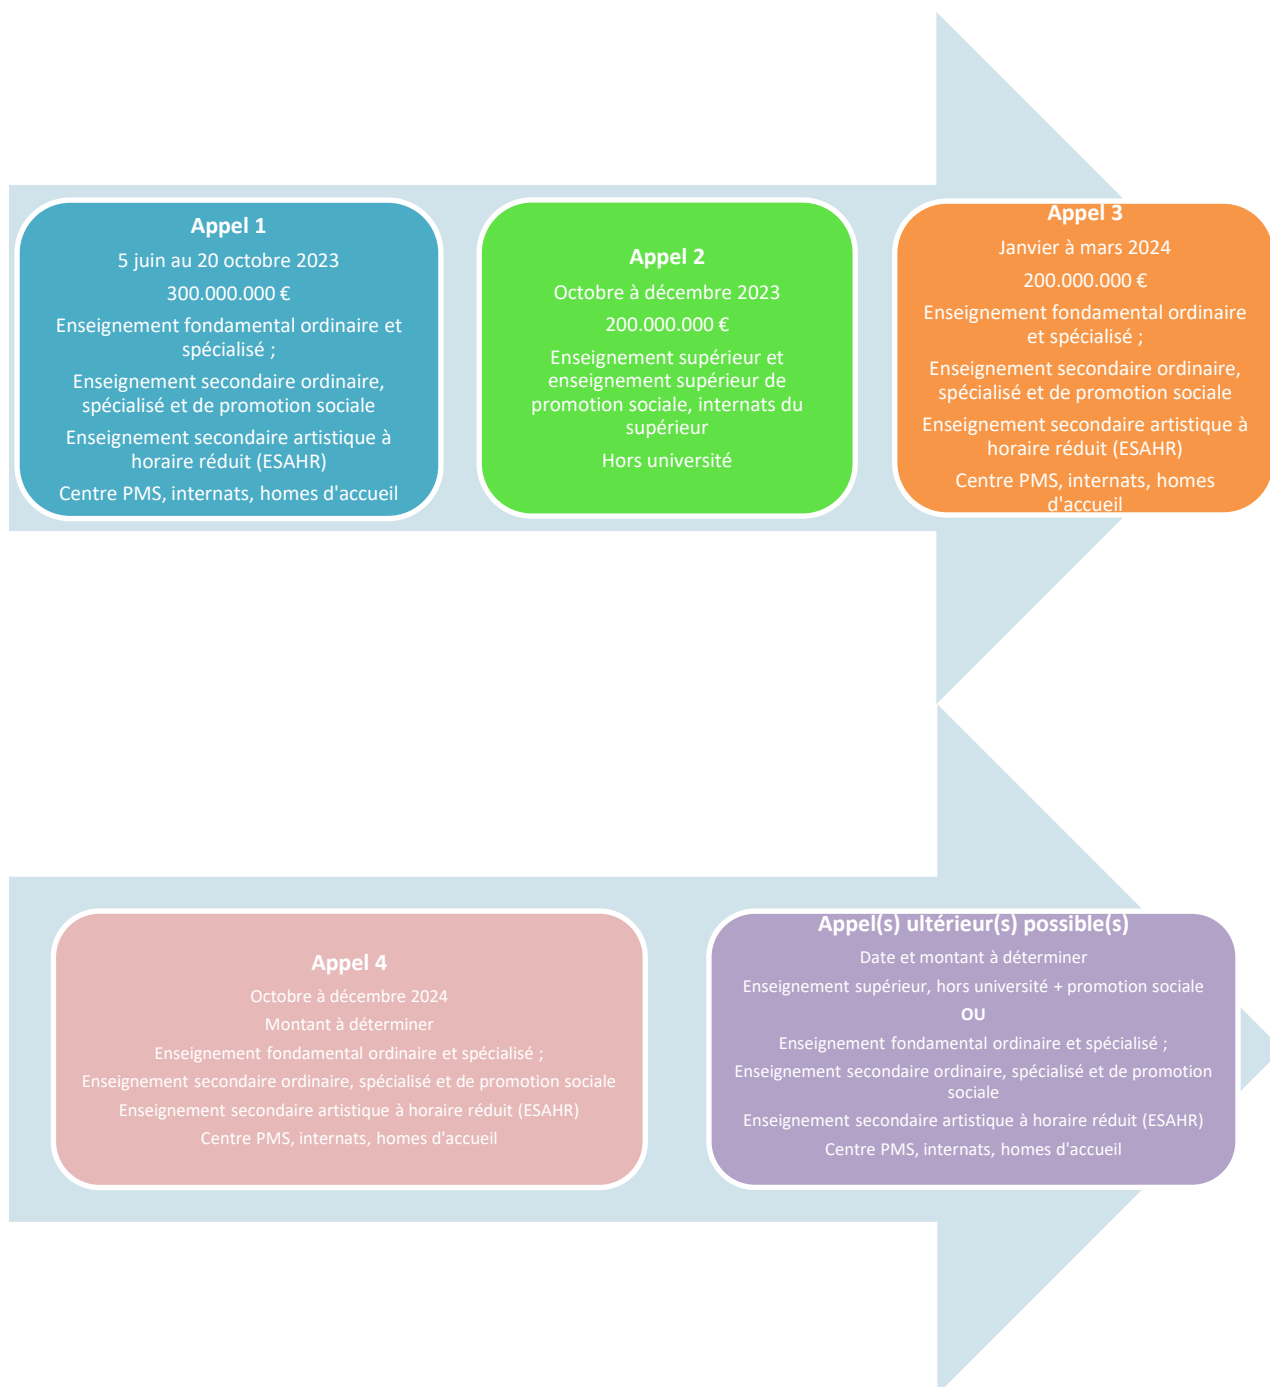 Appel 1
5 juin au 20 octobre 2023
300.000.000 €
Enseignement fondamental ordinaire et
spécialisé ;
Enseignement secondaire ordinaire,
spécialisé et de promotion sociale
Enseignement secondaire artistique à
horaire réduit (ESAHR)
Centre PMS, internats, homes d'accueil
Appel 2
Octobre à décembre 2023
200.000.000 €
Enseignement supérieur et
enseignement supérieur de
promotion sociale, internats du
supérieur
Hors université
Appel 3
Janvier à mars 2024
200.000.000 €
Enseignement fondamental ordinaire
et spécialisé ;
Enseignement secondaire ordinaire,
spécialisé et de promotion sociale
Enseignement secondaire artistique à
horaire réduit (ESAHR)
Centre PMS, internats, homes
d'accueil
Appel 4
Octobre à décembre 2024
Montant à déterminer
Enseignement fondamental ordinaire et spécialisé ;
Enseignement secondaire ordinaire, spécialisé et de promotion sociale
Enseignement secondaire artistique à horaire réduit (ESAHR)
Centre PMS, internats, homes d'accueil
Appel(s) ultérieur(s) possible(s)
Date et montant à déterminer
Enseignement supérieur, hors université + promotion sociale
OU
Enseignement fondamental ordinaire et spécialisé ;
Enseignement secondaire ordinaire, spécialisé et de promotion
sociale
Enseignement secondaire artistique à horaire réduit (ESAHR)
Centre PMS, internats, homes d'accueil